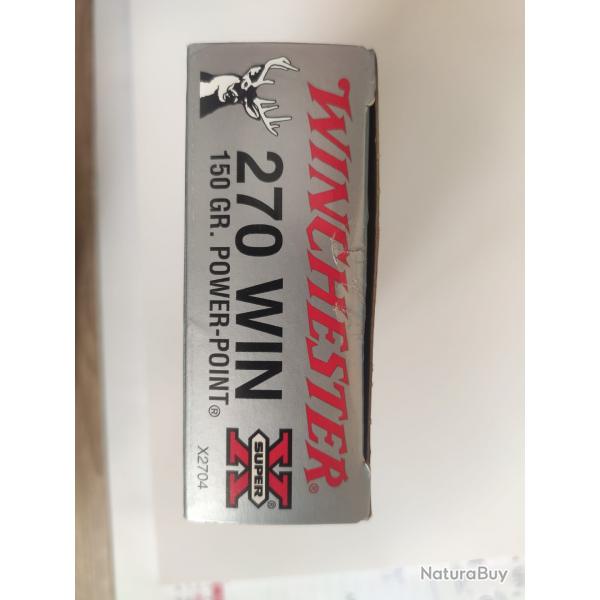 WINCHESTER®
270 WIN
150 GR. POWER-POINT®
SUPER X®
X2704
NaturaBuy